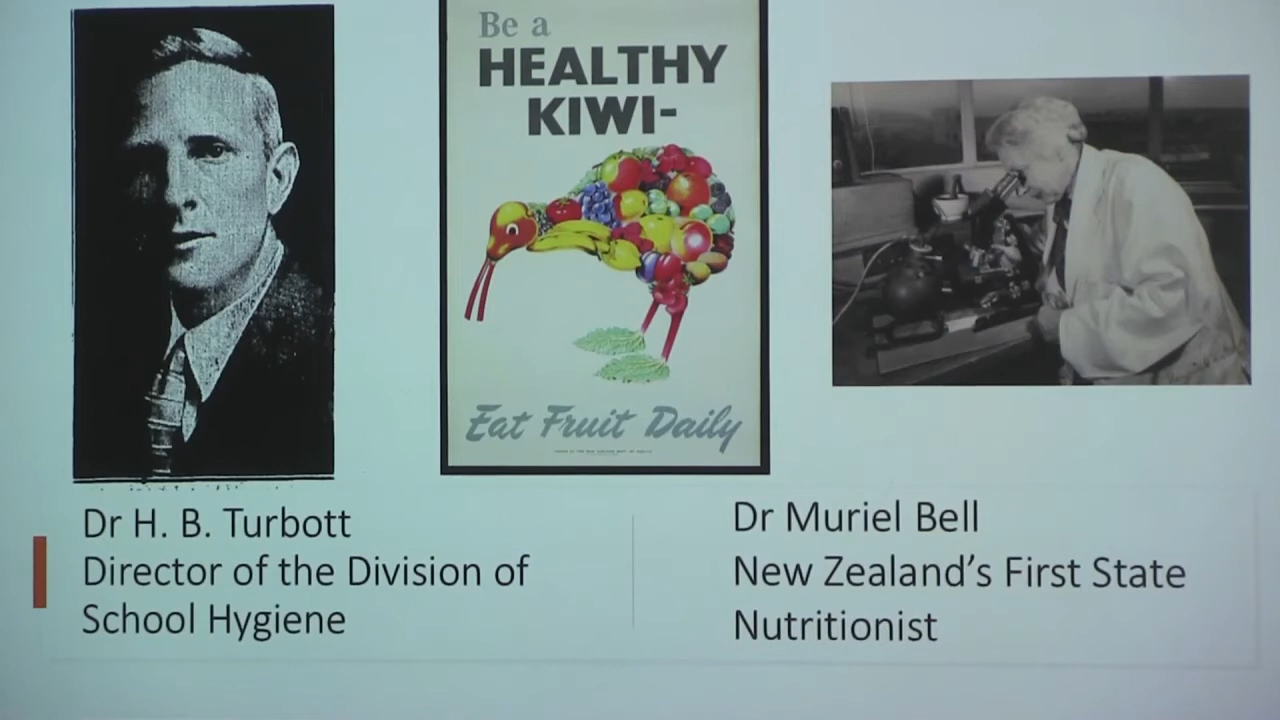 Be a
HEALTHY
KIWI-
Eat Fruit Daily
Dr H. B. Turbott
Director of the Division of
School Hygiene
Dr Muriel Bell
New Zealand's First State
Nutritionist